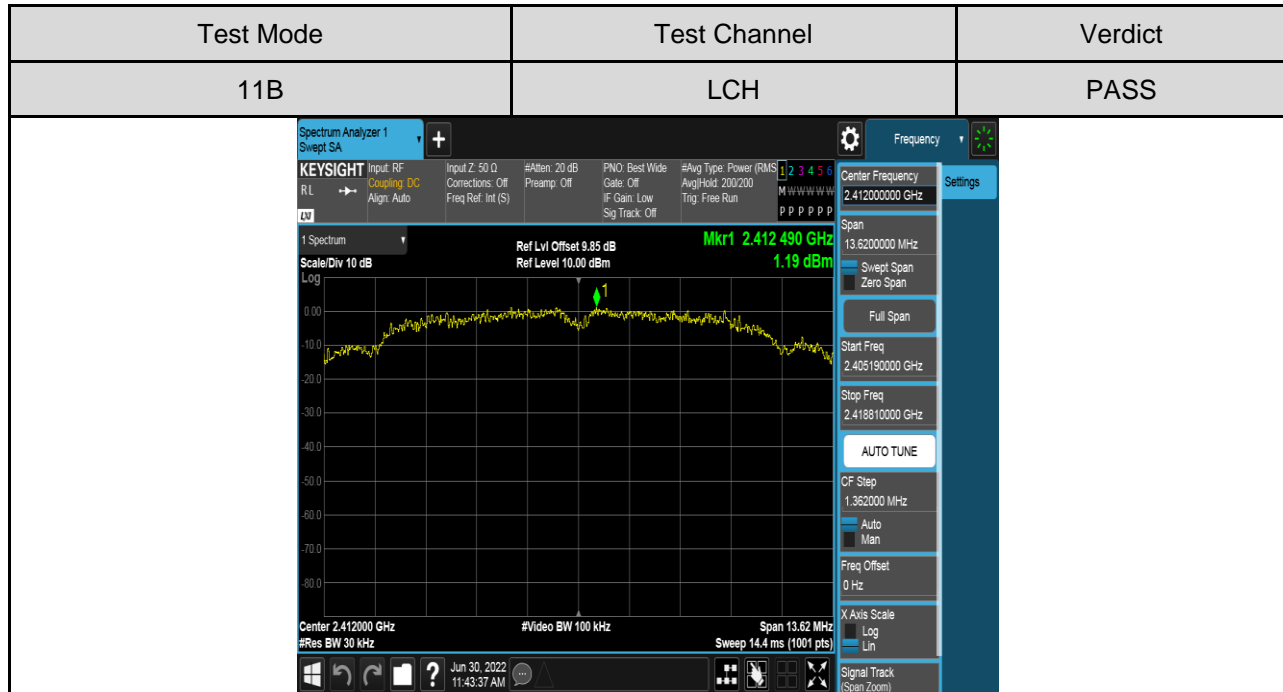 Test Mode Test Channel Verdict
11B LCH PASS
Spectrum Analyzer 1
Swept SA
+
Frequency
KEYSIGHT
RL
LXI
Input: RF
Coupling: DC
Align: Auto
Input Z: 50 Ω
Corrections: Off
Freq Ref: Int (S)
#Atten: 20 dB
Preamp: Off
PNO: Best Wide
Gate: Off
IF Gain: Low
Sig Track: Off
#Avg Type: Power (RMS
Avg|Hold: 200/200
Trig: Free Run
1 2 3 4 5 6
M W W W W W
P P P P P P
1 Spectrum
Scale/Div 10 dB
Log
Ref Lvl Offset 9.85 dB
Ref Level 10.00 dBm
Mkr1 2.412 490 GHz
1.19 dBm
1
0.00
-10.0
-20.0
-30.0
-40.0
-50.0
-60.0
-70.0
-80.0
Center 2.412000 GHz
#Res BW 30 kHz
#Video BW 100 kHz
Span 13.62 MHz
Sweep 14.4 ms (1001 pts)
?
Jun 30, 2022
11:43:37 AM
Center Frequency
2.412000000 GHz
Settings
Span
13.6200000 MHz
Swept Span
Zero Span
Full Span
Start Freq
2.405190000 GHz
Stop Freq
2.418810000 GHz
AUTO TUNE
CF Step
1.362000 MHz
Auto
Man
Freq Offset
0 Hz
X Axis Scale
Log
Lin
Signal Track
(Span Zoom)